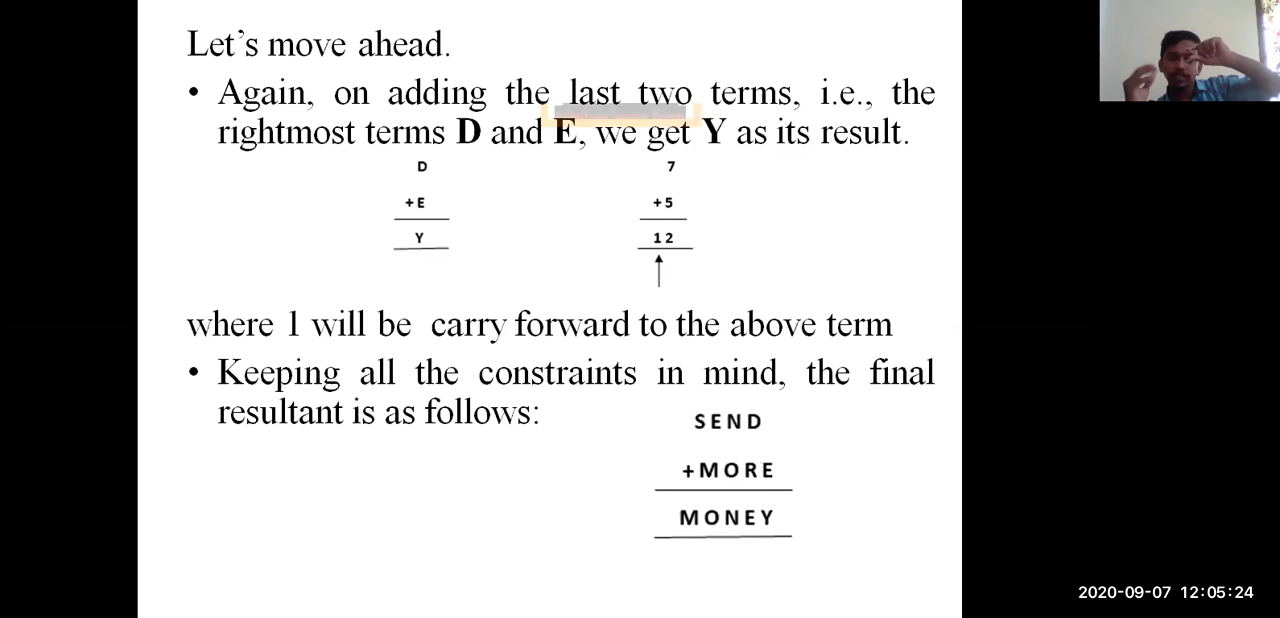 Let's move ahead.
• Again, on adding the last two terms, i.e., the
rightmost terms D and E, we get Y as its result.
D
+E
Y
7
+5
12
where 1 will be carry forward to the above term
• Keeping all the constraints in mind, the final
resultant is as follows:
SEND
+MORE
MONEY
2020-09-07 12:05:24